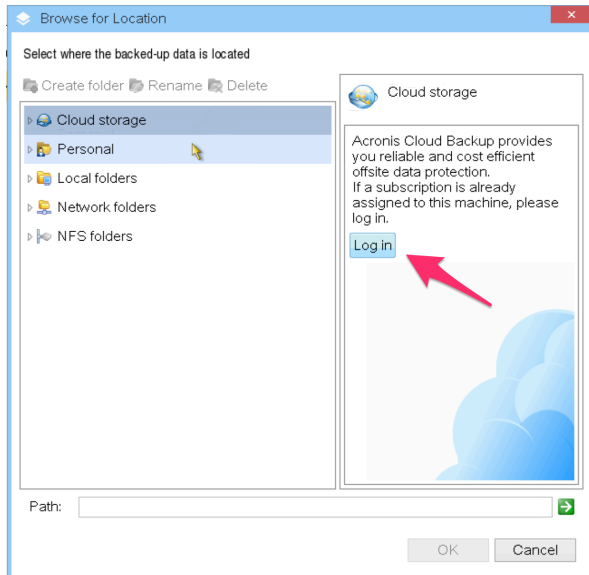 Browse for Location
Select where the backed-up data is located
Create folder Rename Delete
Cloud storage
Personal
Local folders
Network folders
NFS folders
Cloud storage
Acronis Cloud Backup provides
you reliable and cost efficient
offsite data protection.
If a subscription is already
assigned to this machine, please
log in.
Log in
Path:
OK Cancel